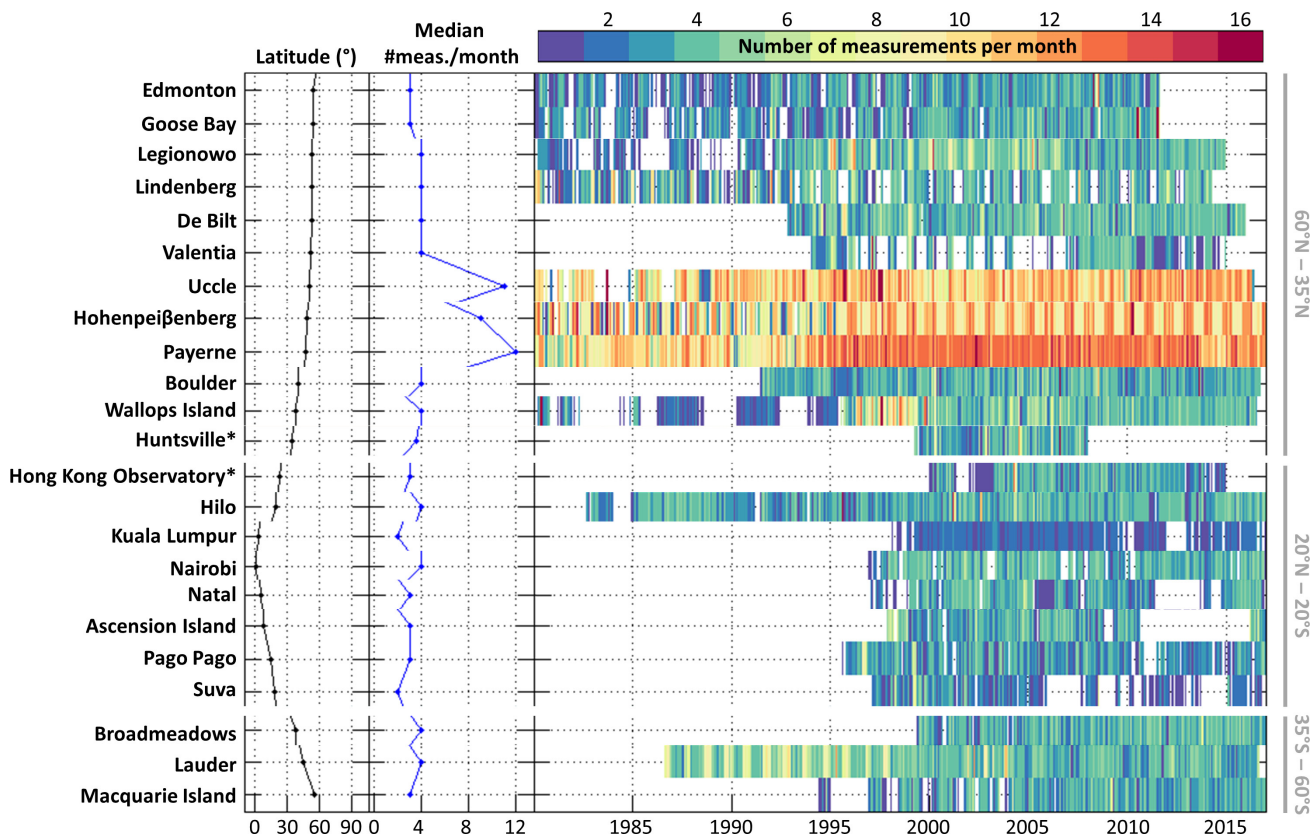 2 4 6 8 10 12 14 16
Number of measurements per month
Median
Latitude (°) #meas./month
Edmonton
Goose Bay
Legionowo
Lindenberg
De Bilt
Valentia
Uccle
Hohenpeiβenberg
Payerne
Boulder
Wallops Island
Huntsville*
60°N – 35°N
Hong Kong Observatory*
Hilo
Kuala Lumpur
Nairobi
Natal
Ascension Island
Pago Pago
Suva
20°N – 20°S
Broadmeadows
Lauder
Macquarie Island
35°S – 60°S
0 30 60 90 0 4 8 12 1985 1990 1995 2000 2005 2010 2015